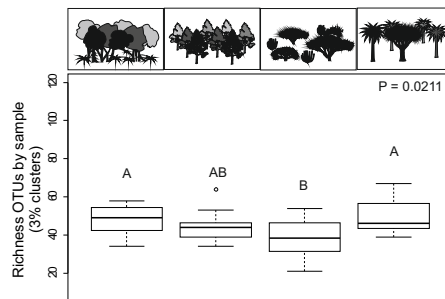 P = 0.0211
Richness OTUs by sample
(3% clusters)
120
100
80
60
40
20
A
AB
B
A